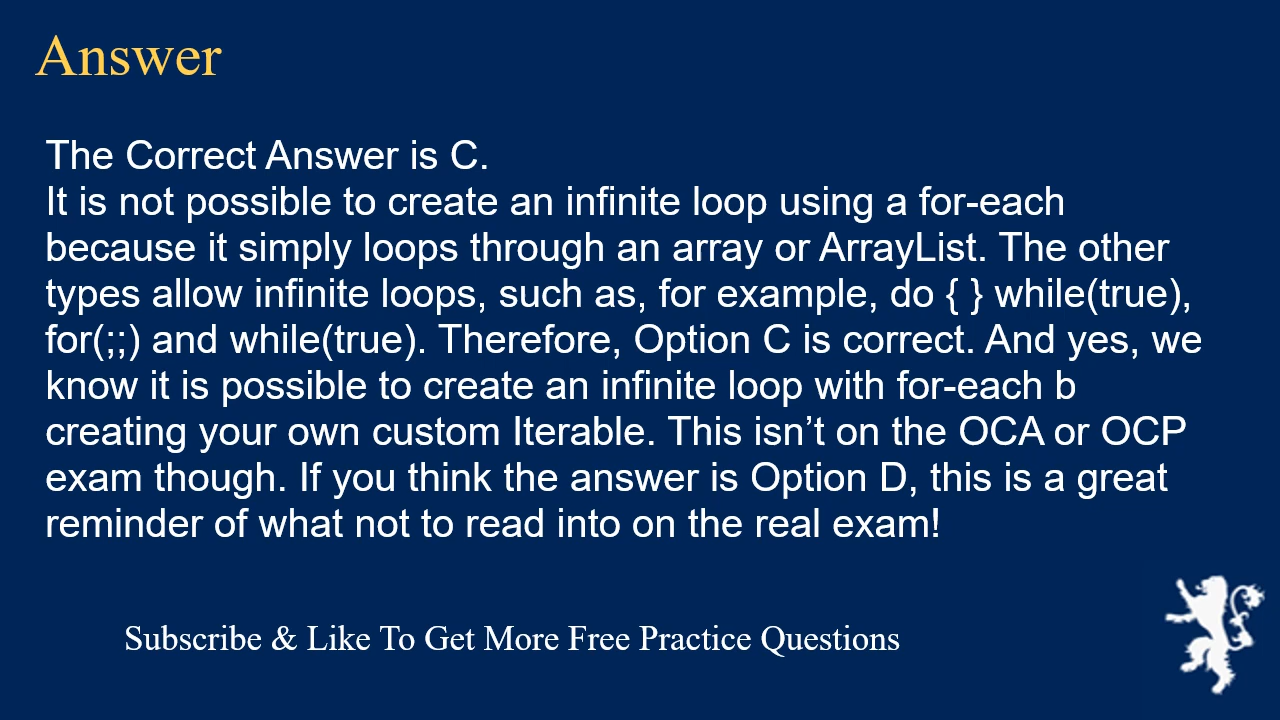 Answer
The Correct Answer is C.
It is not possible to create an infinite loop using a for-each
because it simply loops through an array or ArrayList. The other
types allow infinite loops, such as, for example, do { } while(true),
for(;;) and while(true). Therefore, Option C is correct. And yes, we
know it is possible to create an infinite loop with for-each b
creating your own custom Iterable. This isn’t on the OCA or OCP
exam though. If you think the answer is Option D, this is a great
reminder of what not to read into on the real exam!
Subscribe & Like To Get More Free Practice Questions